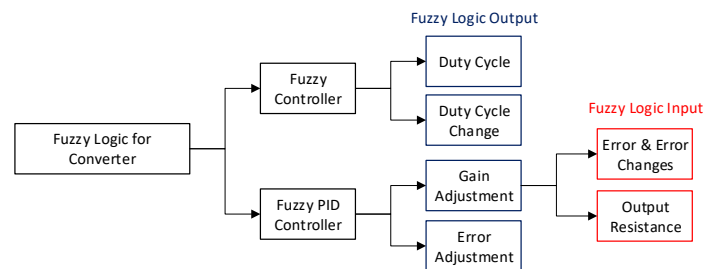 Fuzzy Logic Output
Duty Cycle
Fuzzy
Controller
Duty Cycle
Change
Fuzzy Logic Input
Fuzzy Logic for
Converter
Error & Error
Changes
Fuzzy PID
Controller
Gain
Adjustment
Output
Resistance
Error
Adjustment